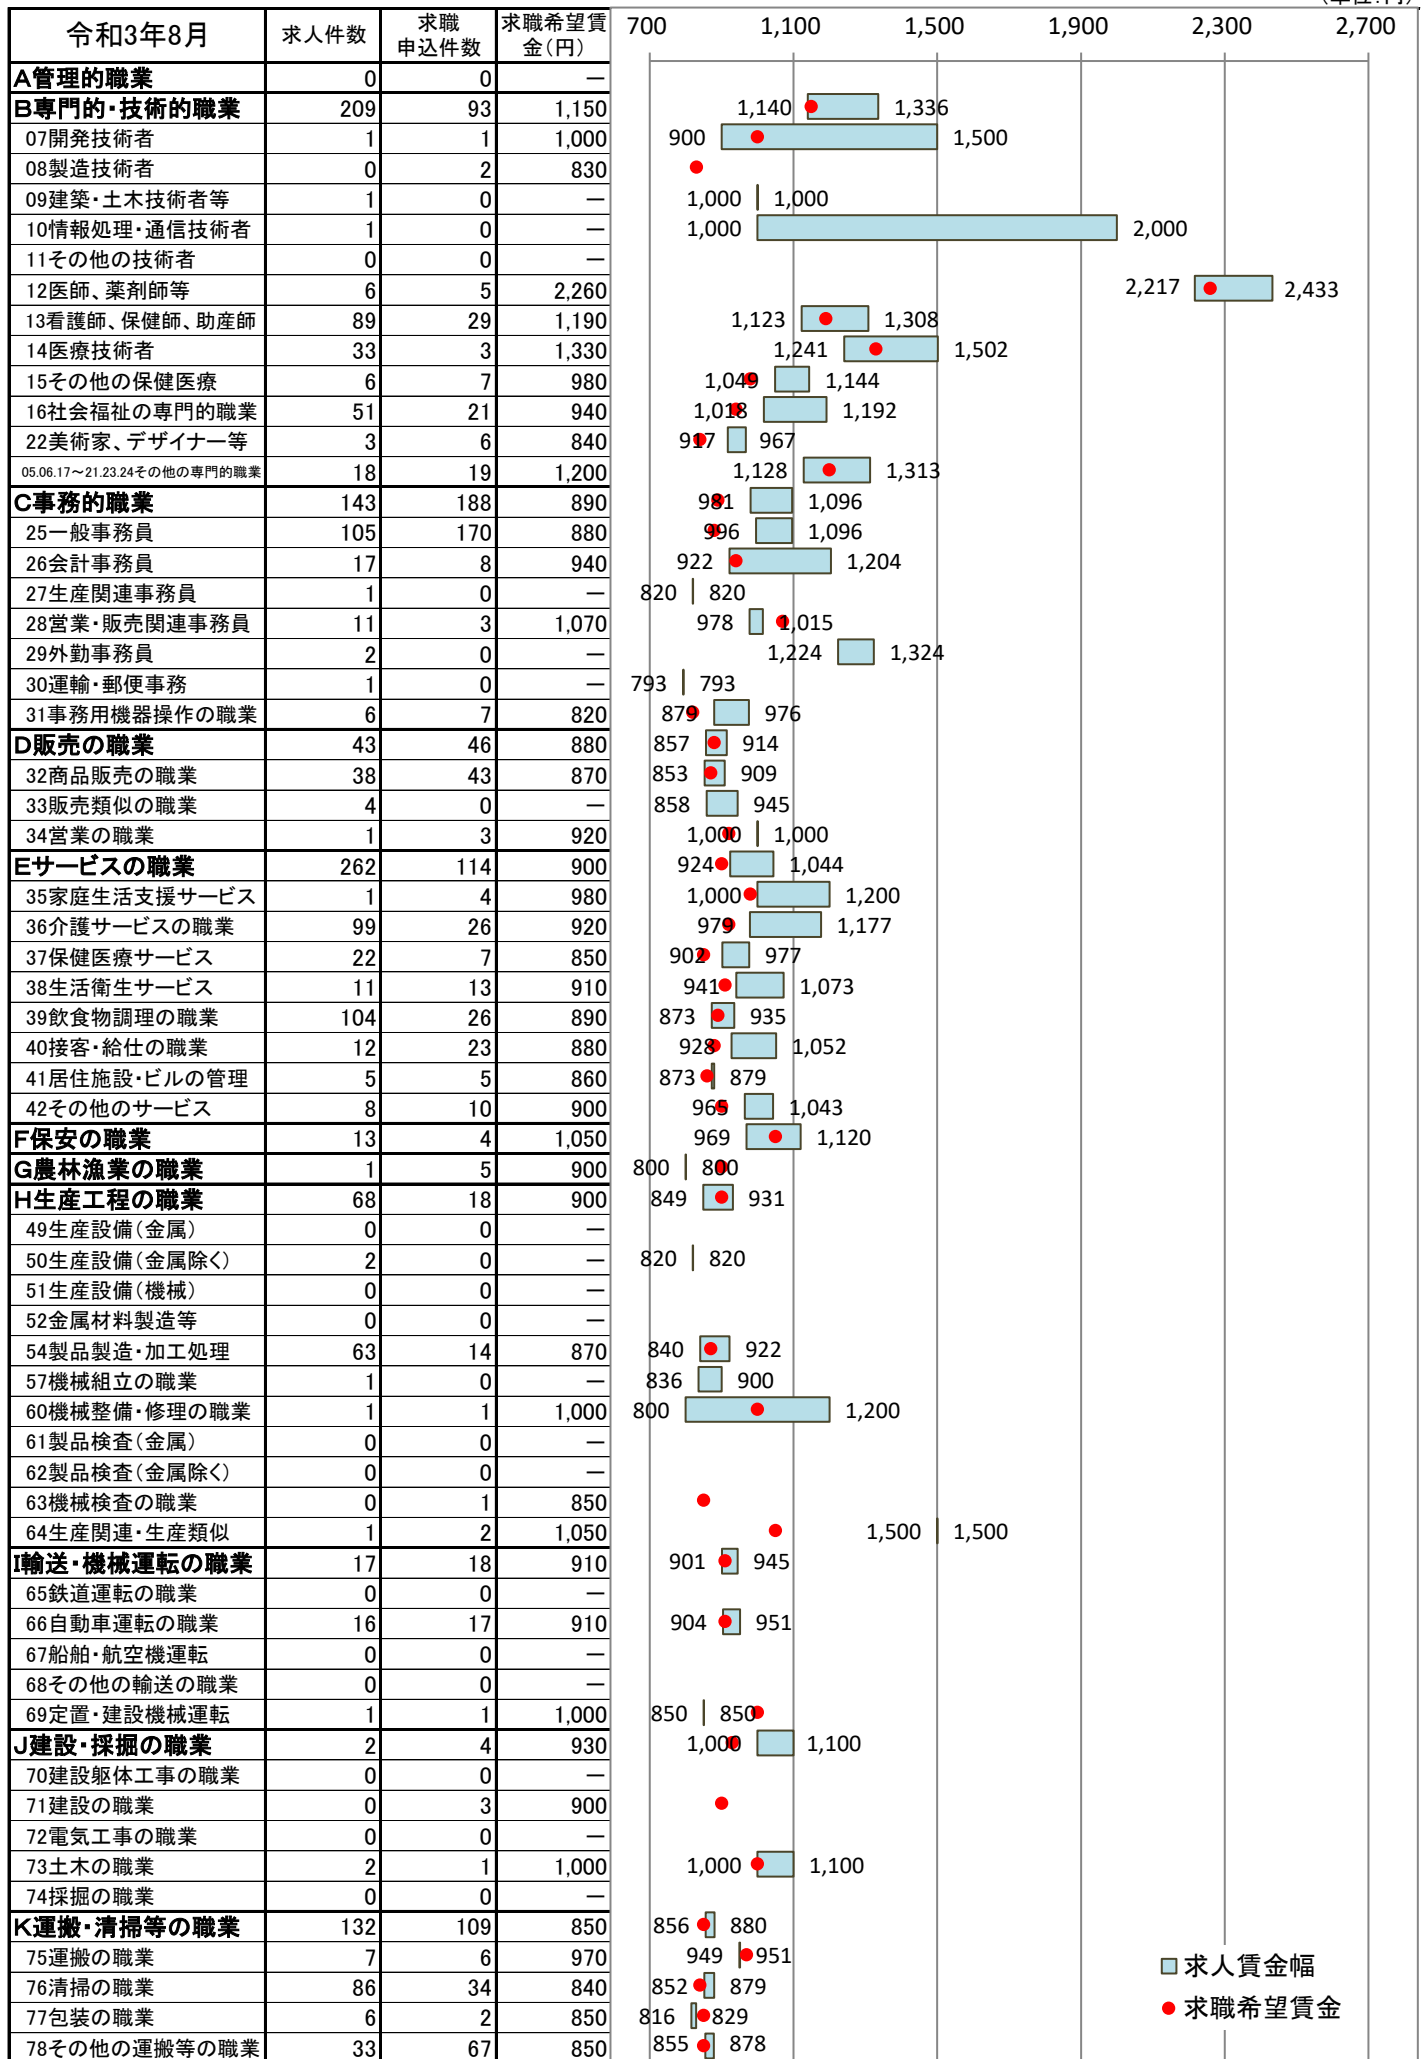 (単位:円)
令和3年8月 求人件数 求職申込件数 求職希望賃金(円) 700 1,100 1,500 1,900 2,300 2,700
A管理的職業 0 0 ―
B専門的・技術的職業 209 93 1,150 1,140 1,336
07開発技術者 1 1 1,000 900 1,500
08製造技術者 0 2 830
09建築・土木技術者等 1 0 ― 1,000 1,000
10情報処理・通信技術者 1 0 ― 1,000 2,000
11その他の技術者 0 0 ―
12医師、薬剤師等 6 5 2,260 2,217 2,433
13看護師、保健師、助産師 89 29 1,190 1,123 1,308
14医療技術者 33 3 1,330 1,241 1,502
15その他の保健医療 6 7 980 1,049 1,144
16社会福祉の専門的職業 51 21 940 1,018 1,192
22美術家、デザイナー等 3 6 840 917 967
05.06.17～21.23.24その他の専門的職業 18 19 1,200 1,128 1,313
C事務的職業 143 188 890 981 1,096
25一般事務員 105 170 880 996 1,096
26会計事務員 17 8 940 922 1,204
27生産関連事務員 1 0 ― 820 820
28営業・販売関連事務員 11 3 1,070 978 1,015
29外勤事務員 2 0 ― 1,224 1,324
30運輸・郵便事務 1 0 ― 793 793
31事務用機器操作の職業 6 7 820 879 976
D販売の職業 43 46 880 857 914
32商品販売の職業 38 43 870 853 909
33販売類似の職業 4 0 ― 858 945
34営業の職業 1 3 920 1,000 1,000
Eサービスの職業 262 114 900 924 1,044
35家庭生活支援サービス 1 4 980 1,000 1,200
36介護サービスの職業 99 26 920 979 1,177
37保健医療サービス 22 7 850 902 977
38生活衛生サービス 11 13 910 941 1,073
39飲食物調理の職業 104 26 890 873 935
40接客・給仕の職業 12 23 880 928 1,052
41居住施設・ビルの管理 5 5 860 873 879
42その他のサービス 8 10 900 965 1,043
F保安の職業 13 4 1,050 969 1,120
G農林漁業の職業 1 5 900 800 800
H生産工程の職業 68 18 900 849 931
49生産設備(金属) 0 0 ―
50生産設備(金属除く) 2 0 ― 820 820
51生産設備(機械) 0 0 ―
52金属材料製造等 0 0 ―
54製品製造・加工処理 63 14 870 840 922
57機械組立の職業 1 0 ― 836 900
60機械整備・修理の職業 1 1 1,000 800 1,200
61製品検査(金属) 0 0 ―
62製品検査(金属除く) 0 0 ―
63機械検査の職業 0 1 850
64生産関連・生産類似 1 2 1,050 1,500 1,500
I輸送・機械運転の職業 17 18 910 901 945
65鉄道運転の職業 0 0 ―
66自動車運転の職業 16 17 910 904 951
67船舶・航空機運転 0 0 ―
68その他の輸送の職業 0 0 ―
69定置・建設機械運転 1 1 1,000 850 850
J建設・採掘の職業 2 4 930 1,000 1,100
70建設躯体工事の職業 0 0 ―
71建設の職業 0 3 900
72電気工事の職業 0 0 ―
73土木の職業 2 1 1,000 1,000 1,100
74採掘の職業 0 0 ―
K運搬・清掃等の職業 132 109 850 856 880
75運搬の職業 7 6 970 949 951
76清掃の職業 86 34 840 852 879
77包装の職業 6 2 850 816 829
78その他の運搬等の職業 33 67 850 855 878
求人賃金幅
求職希望賃金